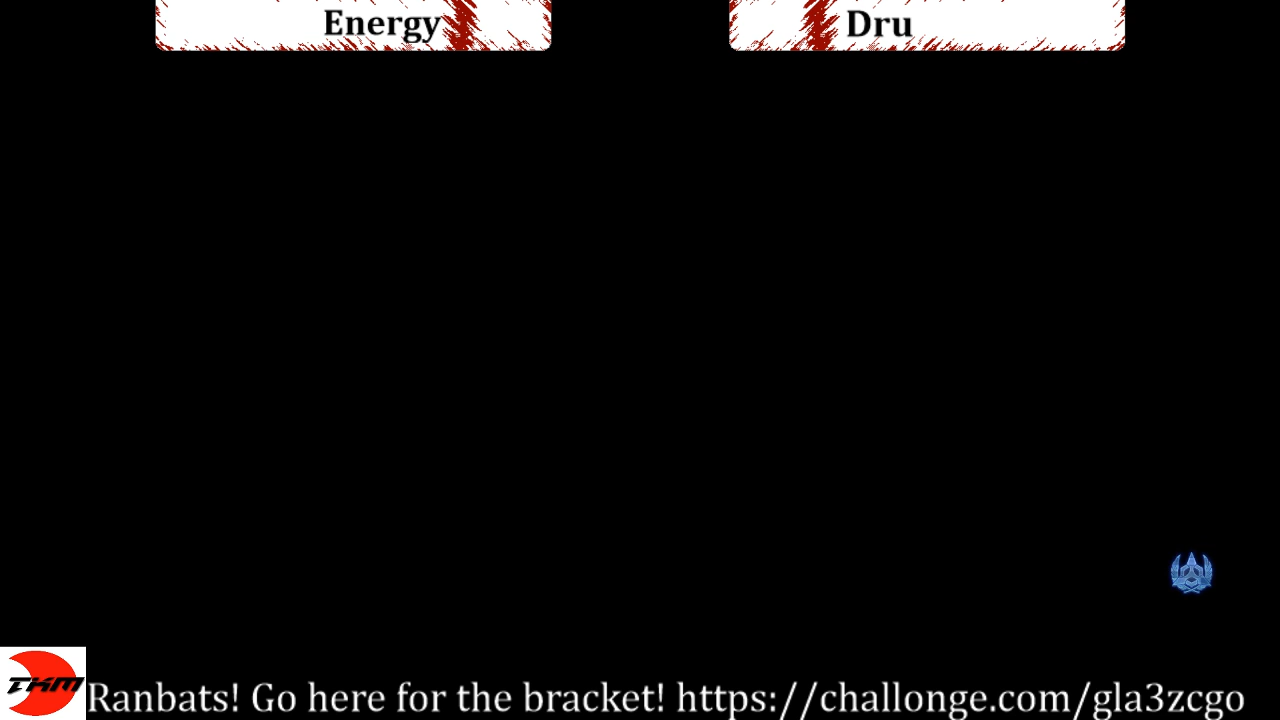 Energy
Dru
TKM
Ranbats! Go here for the bracket! https://challonge.com/gla3zcgo